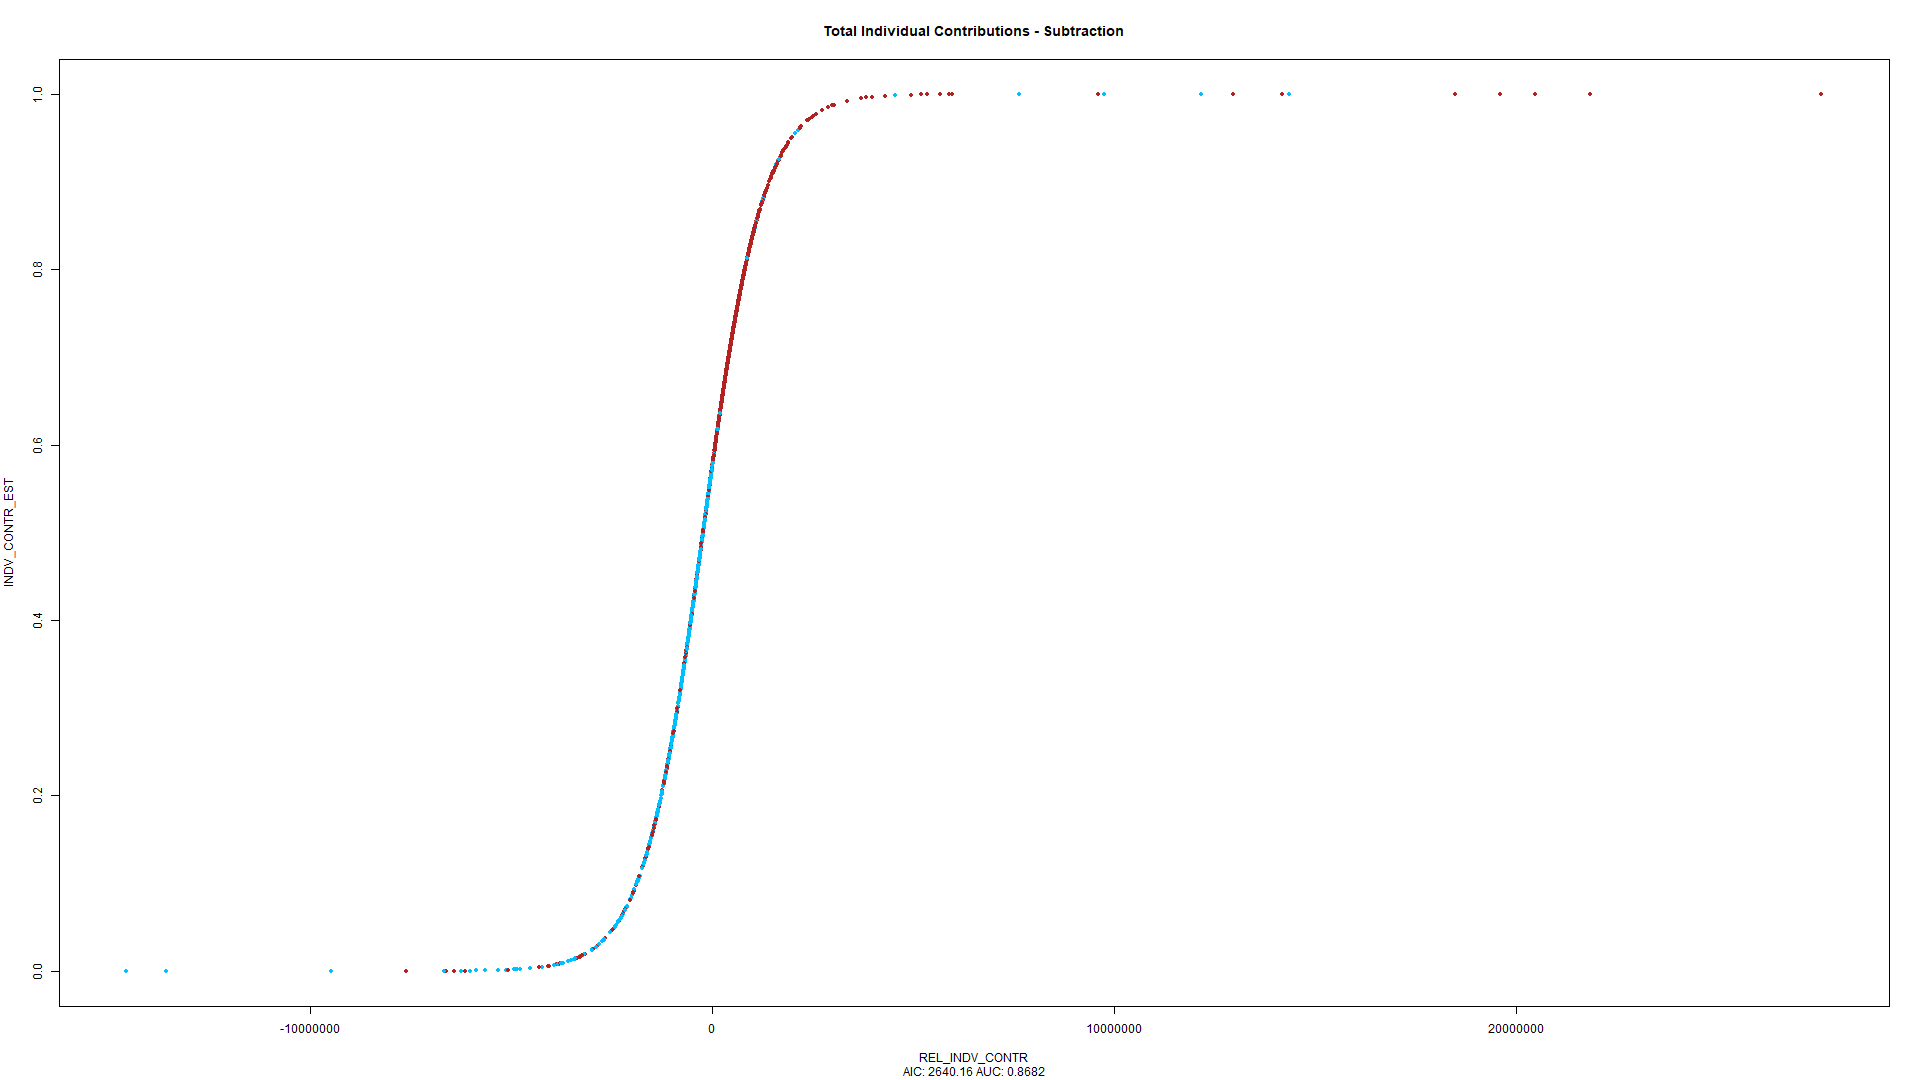 Total Individual Contributions - Subtraction
INDV_CONTR_EST
1.0
0.8
0.6
0.4
0.2
0.0
-10000000 0 10000000 20000000
REL_INDV_CONTR
AIC: 2640.16 AUC: 0.8682